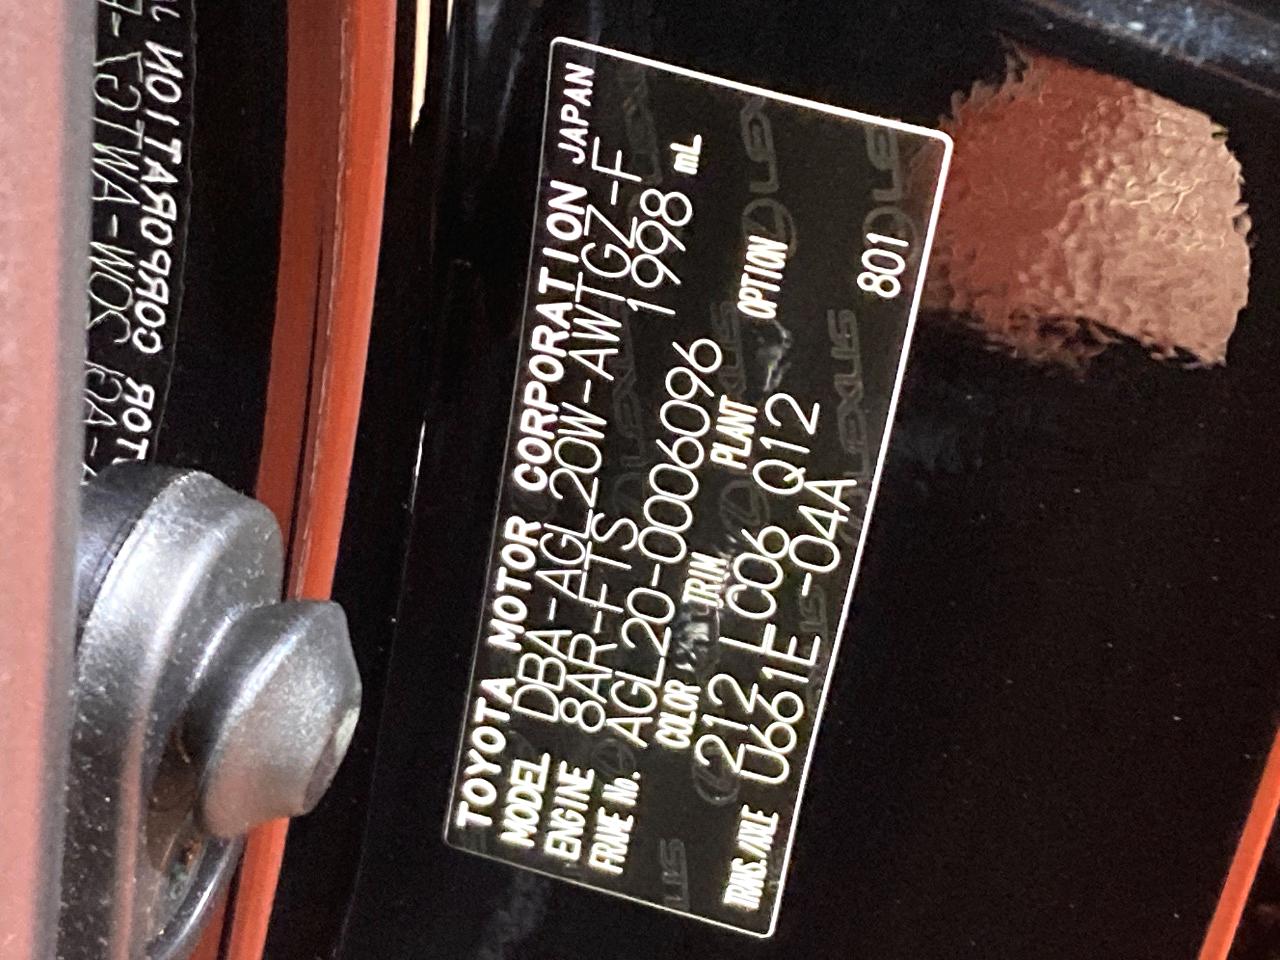 TOYOTA MOTOR CORPORATION JAPAN
MODEL DBA-AGL20W-AWTGZ-F
ENGINE 8AR-FTS 1998 mL
FRAME No. AGL20-0006096
COLOR TRIM PLANT OPTION
212 LC06 Q12
TRANS./AXLE U661E-04A 801